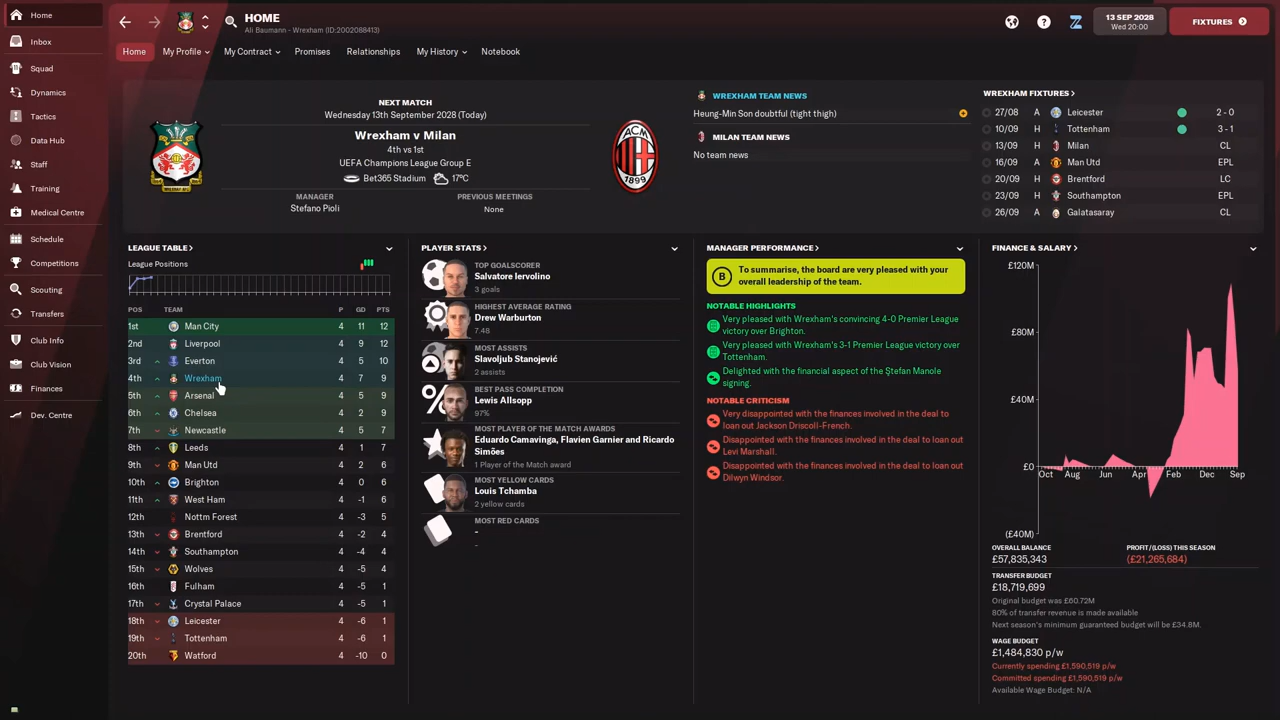 Home
Inbox
Squad
Dynamics
Tactics
Data Hub
Staff
Training
Medical Centre
Schedule
Competitions
Scouting
Transfers
Club Info
Club Vision
Finances
Dev. Centre
HOME
Ali Baumann - Wrexham (ID:2002088413)
13 SEP 2028
Wed 20:00
FIXTURES
Home
My Profile
My Contract
Promises
Relationships
My History
Notebook
NEXT MATCH
Wednesday 13th September 2028 (Today)
Wrexham v Milan
4th vs 1st
UEFA Champions League Group E
Bet365 Stadium 17°C
MANAGER
Stefano Pioli
PREVIOUS MEETINGS
None
WREXHAM TEAM NEWS
Heung-Min Son doubtful (tight thigh)
MILAN TEAM NEWS
No team news
WREXHAM FIXTURES >
27/08 A Leicester 2 - 0
10/09 H Tottenham 3 - 1
13/09 H Milan CL
16/09 A Man Utd EPL
20/09 H Brentford LC
23/09 H Southampton EPL
26/09 A Galatasaray CL
LEAGUE TABLE >
League Positions
POS TEAM P GD PTS
1st Man City 4 11 12
2nd Liverpool 4 9 12
3rd Everton 4 5 10
4th Wrexham 4 7 9
5th Arsenal 4 5 9
6th Chelsea 4 2 9
7th Newcastle 4 5 7
8th Leeds 4 1 7
9th Man Utd 4 2 6
10th Brighton 4 0 6
11th West Ham 4 -1 6
12th Nottm Forest 4 -3 5
13th Brentford 4 -2 4
14th Southampton 4 -4 4
15th Wolves 4 -5 4
16th Fulham 4 -5 1
17th Crystal Palace 4 -5 1
18th Leicester 4 -6 1
19th Tottenham 4 -6 1
20th Watford 4 -10 0
PLAYER STATS >
TOP GOALSCORER
Salvatore Iervolino
3 goals
HIGHEST AVERAGE RATING
Drew Warburton
7.48
MOST ASSISTS
Slavoljub Stanojević
2 assists
BEST PASS COMPLETION
Lewis Allsopp
97%
MOST PLAYER OF THE MATCH AWARDS
Eduardo Camavinga, Flavien Garnier and Ricardo
Simões
1 Player of the Match award
MOST YELLOW CARDS
Louis Tchamba
2 yellow cards
MOST RED CARDS
-
-
MANAGER PERFORMANCE >
B
To summarise, the board are very pleased with your
overall leadership of the team.
NOTABLE HIGHLIGHTS
Very pleased with Wrexham's convincing 4-0 Premier League
victory over Brighton.
Very pleased with Wrexham's 3-1 Premier League victory over
Tottenham.
Delighted with the financial aspect of the Ștefan Manole
signing.
NOTABLE CRITICISM
Very disappointed with the finances involved in the deal to
loan out Jackson Driscoll-French.
Disappointed with the finances involved in the deal to loan out
Levi Marshall.
Disappointed with the finances involved in the deal to loan out
Dilwyn Windsor.
FINANCE & SALARY >
£120M
£80M
£40M
£0
(£40M)
Oct Aug Jun Apr Feb Dec Sep
OVERALL BALANCE
£57,835,343
PROFIT/(LOSS) THIS SEASON
(£21,265,684)
TRANSFER BUDGET
£18,719,699
Original budget was £60.72M
80% of transfer revenue is made available
Next season's minimum guaranteed budget will be £34.8M.
WAGE BUDGET
£1,484,830 p/w
Currently spending £1,590,519 p/w
Committed spending £1,590,519 p/w
Available Wage Budget: N/A